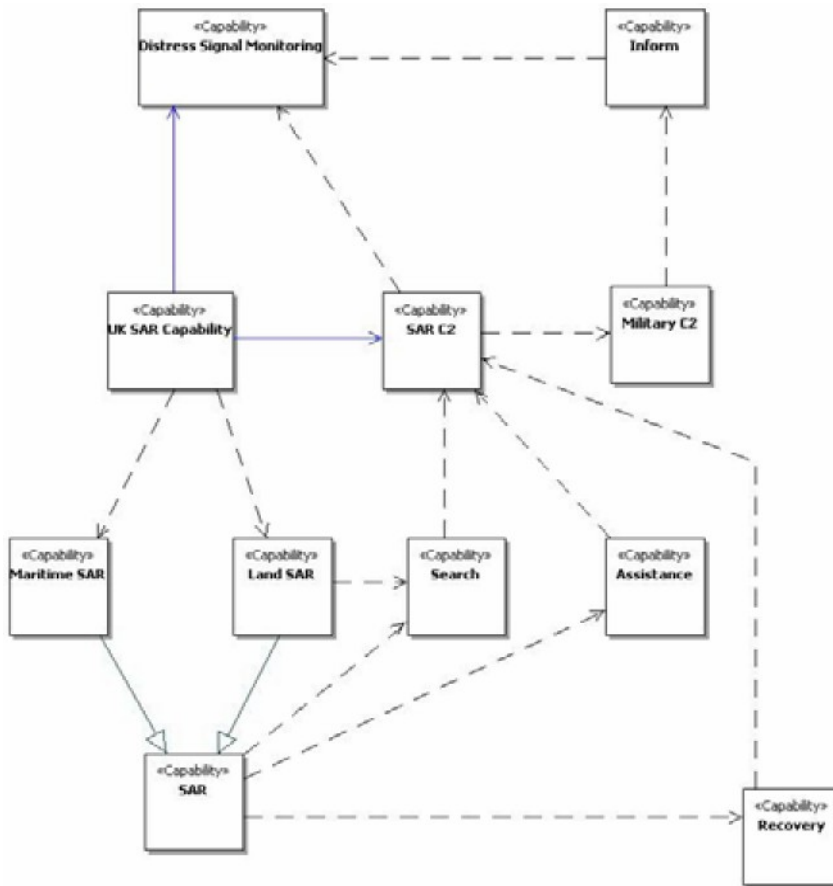 «Capability»
Distress Signal Monitoring
«Capability»
Inform
«Capability»
UK SAR Capability
«Capability»
SAR C2
«Capability»
Military C2
«Capability»
Maritime SAR
«Capability»
Land SAR
«Capability»
Search
«Capability»
Assistance
«Capability»
SAR
«Capability»
Recovery